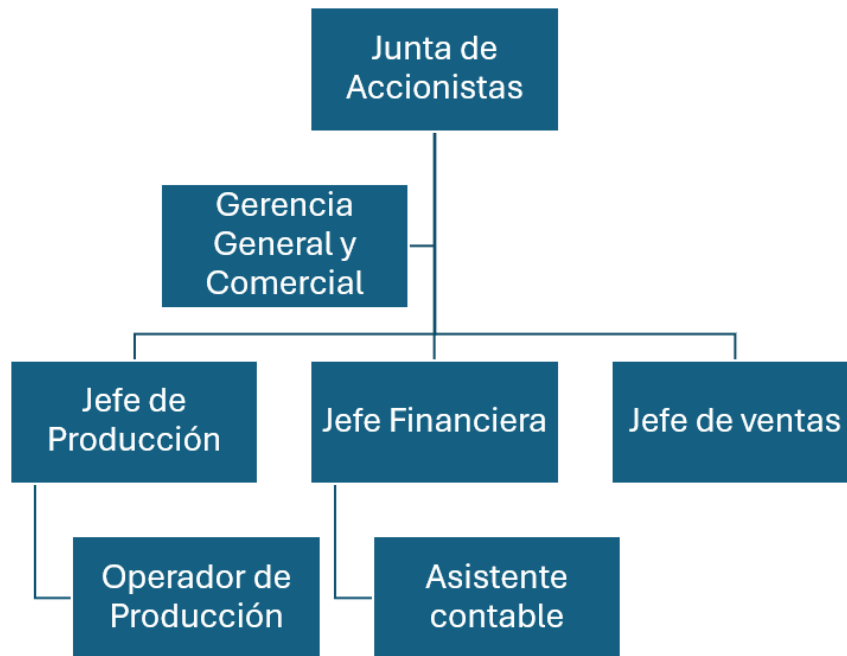 Junta de
Accionistas
Gerencia
General y
Comercial
Jefe de
Producción
Jefe Financiera
Jefe de ventas
Operador de
Producción
Asistente
contable